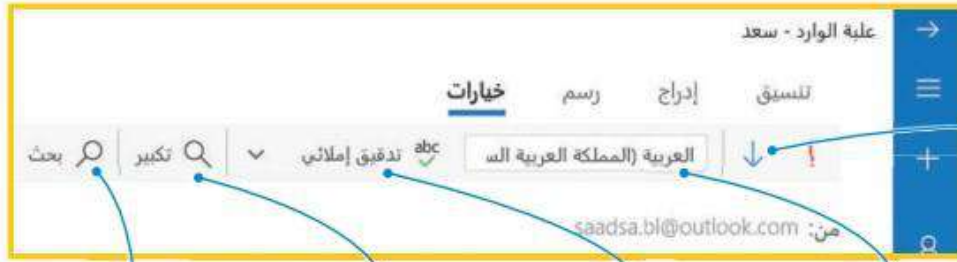 علبة الوارد - سعد
تنسيق إدراج رسم خيارات
! العربية (المملكة العربية الس abc تدقيق إملائي تكبير بحث
من: saadsa.bl@outlook.com